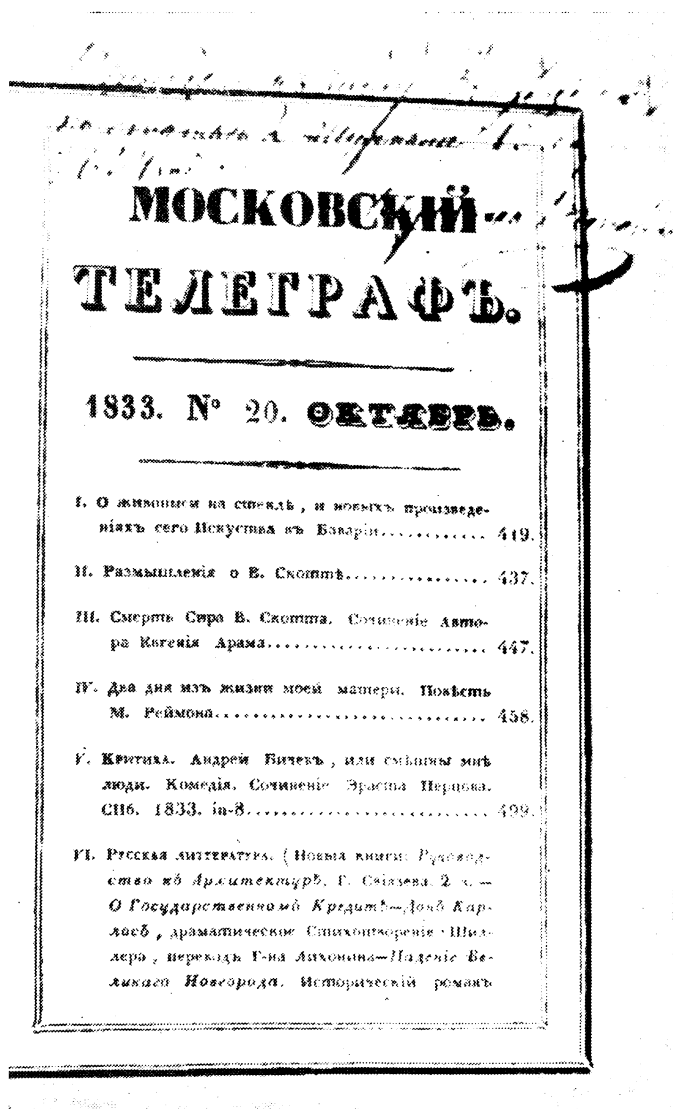 МОСКОВСКІЙ
ТЕЛЕГРАФЪ.
1833. № 20. ОКТЯБРЬ.
I. О живописи на стеклѣ, и новыхъ произведе-
ніяхъ сего Искуства въ Баваріи............ 419.
II. Размышленія о В. Скоттѣ............... 437.
III. Смерть Сира В. Скотта. Сочиненіе Авто-
ра Евгенія Арама........................ 447.
IV. Два дня изъ жизни моей матери. Повѣсть
М. Реймона............................. 458.
V. Критика. Андрей Бичевъ, или смѣшны мнѣ
люди. Комедія. Сочиненіе Эраста Перцова.
СПб. 1833. in-8......................... 499.
VI. Русская литтература. (Новыя книги: Руковод-
ство къ Архитектурѣ, Г. Свіязева 2 ч. —
О Государственномъ Кредитѣ—Донъ Кар-
лосъ, драматическое Стихотвореніе Шил-
лера, переводъ Г-на Лихонина—Паденіе Ве-
ликаго Новгорода. Историческій романъ